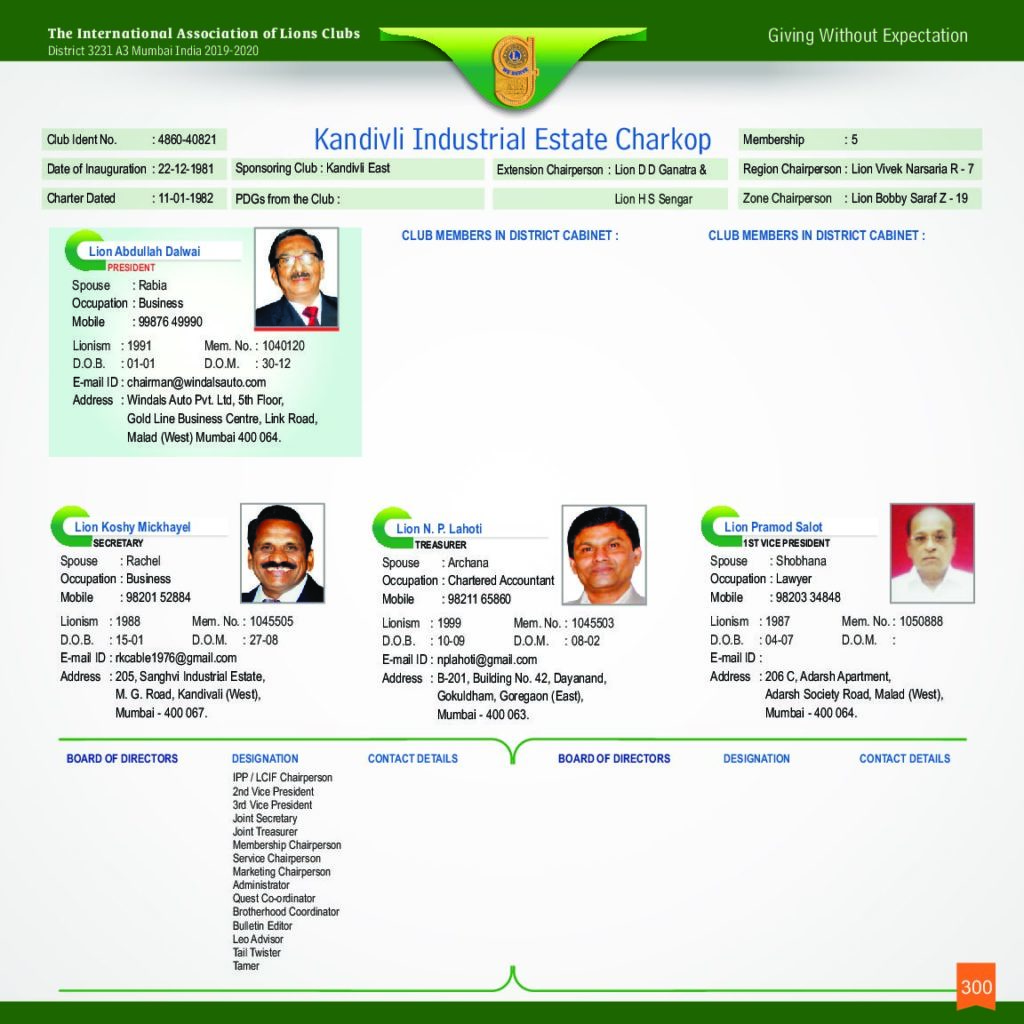 The International Association of Lions Clubs
District 3231 A3 Mumbai India 2019-2020
Giving Without Expectation
WE SERVE
Kandivli Industrial Estate Charkop
Club Ident No. : 4860-40821
Membership : 5
Date of Inauguration : 22-12-1981
Sponsoring Club : Kandivli East
Extension Chairperson : Lion D D Ganatra &
Region Chairperson : Lion Vivek Narsaria R - 7
Charter Dated : 11-01-1982
PDGs from the Club :
Lion H S Sengar
Zone Chairperson : Lion Bobby Saraf Z - 19
Lion Abdullah Dalwai
PRESIDENT
Spouse : Rabia
Occupation : Business
Mobile : 99876 49990
Lionism : 1991 Mem. No. : 1040120
D.O.B. : 01-01 D.O.M. : 30-12
E-mail ID : chairman@windalsauto.com
Address : Windals Auto Pvt. Ltd, 5th Floor,
Gold Line Business Centre, Link Road,
Malad (West) Mumbai 400 064.
CLUB MEMBERS IN DISTRICT CABINET :
CLUB MEMBERS IN DISTRICT CABINET :
Lion Koshy Mickhayel
SECRETARY
Spouse : Rachel
Occupation : Business
Mobile : 98201 52884
Lionism : 1988 Mem. No. : 1045505
D.O.B. : 15-01 D.O.M. : 27-08
E-mail ID : rkcable1976@gmail.com
Address : 205, Sanghvi Industrial Estate,
M. G. Road, Kandivali (West),
Mumbai - 400 067.
Lion N. P. Lahoti
TREASURER
Spouse : Archana
Occupation : Chartered Accountant
Mobile : 98211 65860
Lionism : 1999 Mem. No. : 1045503
D.O.B. : 10-09 D.O.M. : 08-02
E-mail ID : nplahoti@gmail.com
Address : B-201, Building No. 42, Dayanand,
Gokuldham, Goregaon (East),
Mumbai - 400 063.
Lion Pramod Salot
1ST VICE PRESIDENT
Spouse : Shobhana
Occupation : Lawyer
Mobile : 98203 34848
Lionism : 1987 Mem. No. : 1050888
D.O.B. : 04-07 D.O.M. :
E-mail ID :
Address : 206 C, Adarsh Apartment,
Adarsh Society Road, Malad (West),
Mumbai - 400 064.
BOARD OF DIRECTORS DESIGNATION CONTACT DETAILS
BOARD OF DIRECTORS DESIGNATION CONTACT DETAILS
IPP / LCIF Chairperson
2nd Vice President
3rd Vice President
Joint Secretary
Joint Treasurer
Membership Chairperson
Service Chairperson
Marketing Chairperson
Administrator
Quest Co-ordinator
Brotherhood Coordinator
Bulletin Editor
Leo Advisor
Tail Twister
Tamer
300